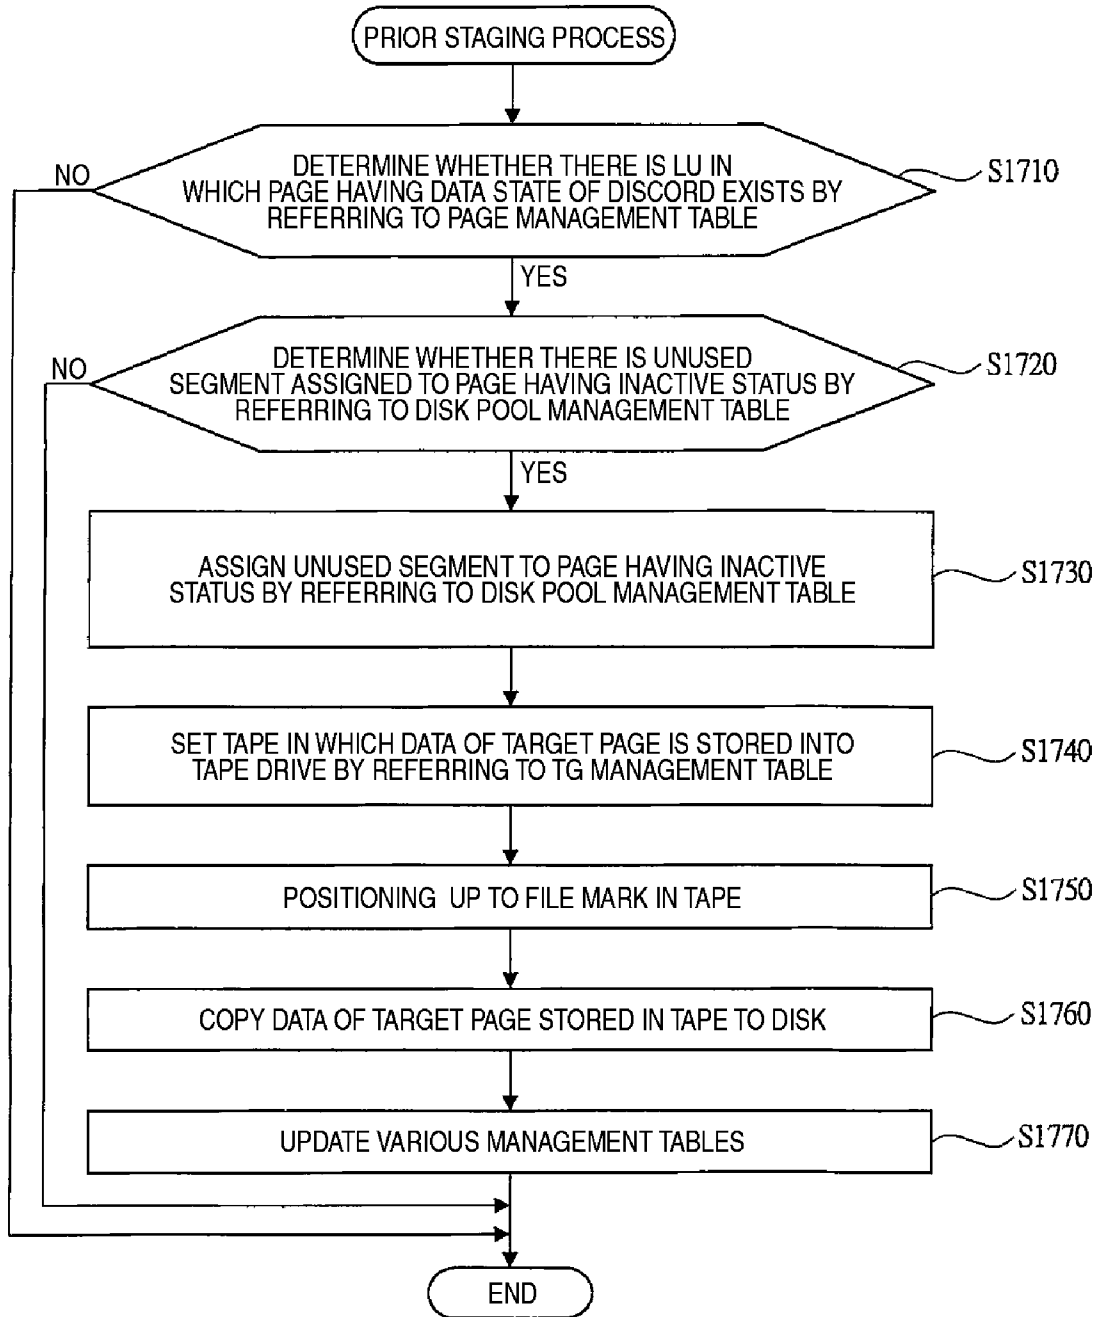 PRIOR STAGING PROCESS
DETERMINE WHETHER THERE IS LU IN
WHICH PAGE HAVING DATA STATE OF DISCORD EXISTS BY
REFERRING TO PAGE MANAGEMENT TABLE
NO
S1710
YES
DETERMINE WHETHER THERE IS UNUSED
SEGMENT ASSIGNED TO PAGE HAVING INACTIVE STATUS BY
REFERRING TO DISK POOL MANAGEMENT TABLE
NO
S1720
YES
ASSIGN UNUSED SEGMENT TO PAGE HAVING INACTIVE
STATUS BY REFERRING TO DISK POOL MANAGEMENT TABLE
S1730
SET TAPE IN WHICH DATA OF TARGET PAGE IS STORED INTO
TAPE DRIVE BY REFERRING TO TG MANAGEMENT TABLE
S1740
POSITIONING UP TO FILE MARK IN TAPE
S1750
COPY DATA OF TARGET PAGE STORED IN TAPE TO DISK
S1760
UPDATE VARIOUS MANAGEMENT TABLES
S1770
END